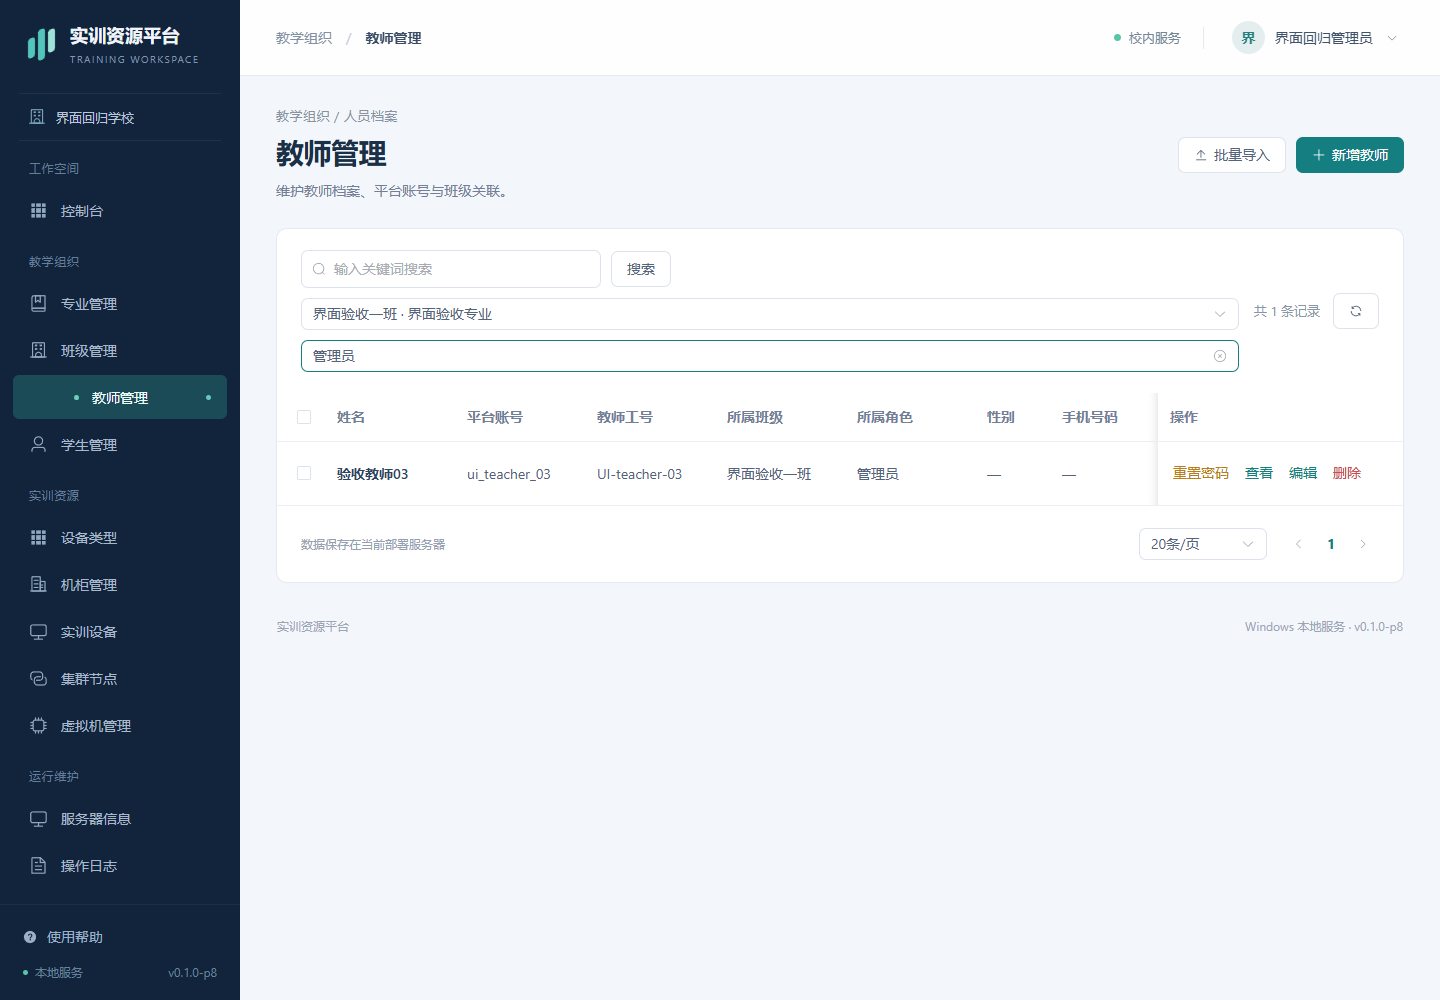 实训资源平台
TRAINING WORKSPACE
界面回归学校
工作空间
控制台
教学组织
专业管理
班级管理
教师管理
学生管理
实训资源
设备类型
机柜管理
实训设备
集群节点
虚拟机管理
运行维护
服务器信息
操作日志
使用帮助
本地服务 v0.1.0-p8
教学组织 / 教师管理
校内服务 界 界面回归管理员
教学组织 / 人员档案
教师管理
维护教师档案、平台账号与班级关联。
批量导入 新增教师
输入关键词搜索 搜索
界面验收一班 · 界面验收专业
共 1 条记录
管理员
姓名 平台账号 教师工号 所属班级 所属角色 性别 手机号码 操作
验收教师03 ui_teacher_03 UI-teacher-03 界面验收一班 管理员 — — 重置密码 查看 编辑 删除
数据保存在当前部署服务器 20条/页 1
实训资源平台 Windows 本地服务 · v0.1.0-p8